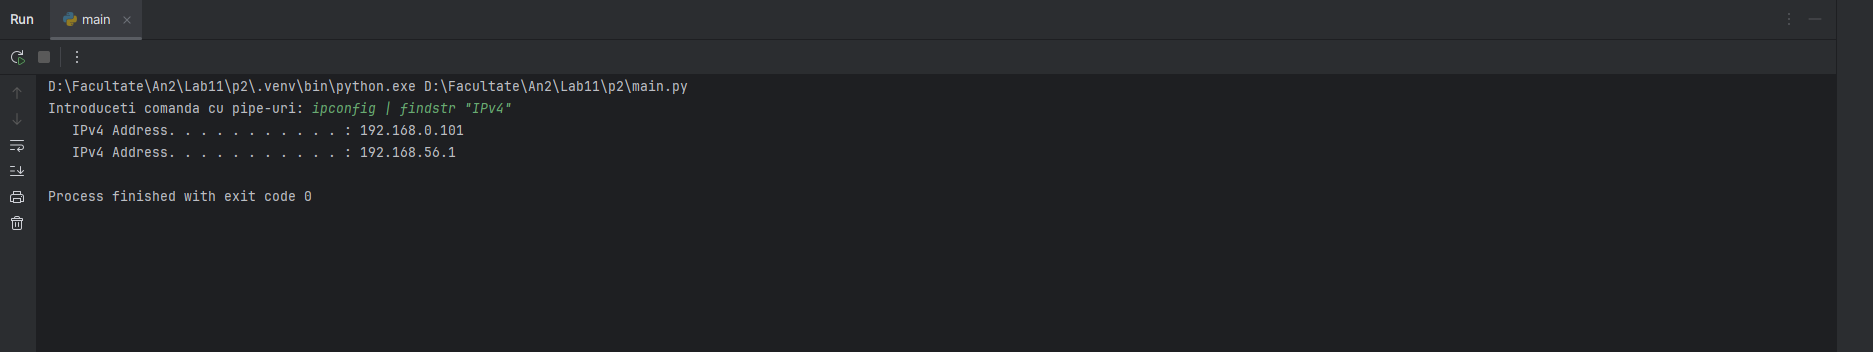 Run main
D:\Facultate\An2\Lab11\p2\.venv\bin\python.exe D:\Facultate\An2\Lab11\p2\main.py
Introduceti comanda cu pipe-uri: ipconfig | findstr "IPv4"
   IPv4 Address. . . . . . . . . . . : 192.168.0.101
   IPv4 Address. . . . . . . . . . . : 192.168.56.1
Process finished with exit code 0